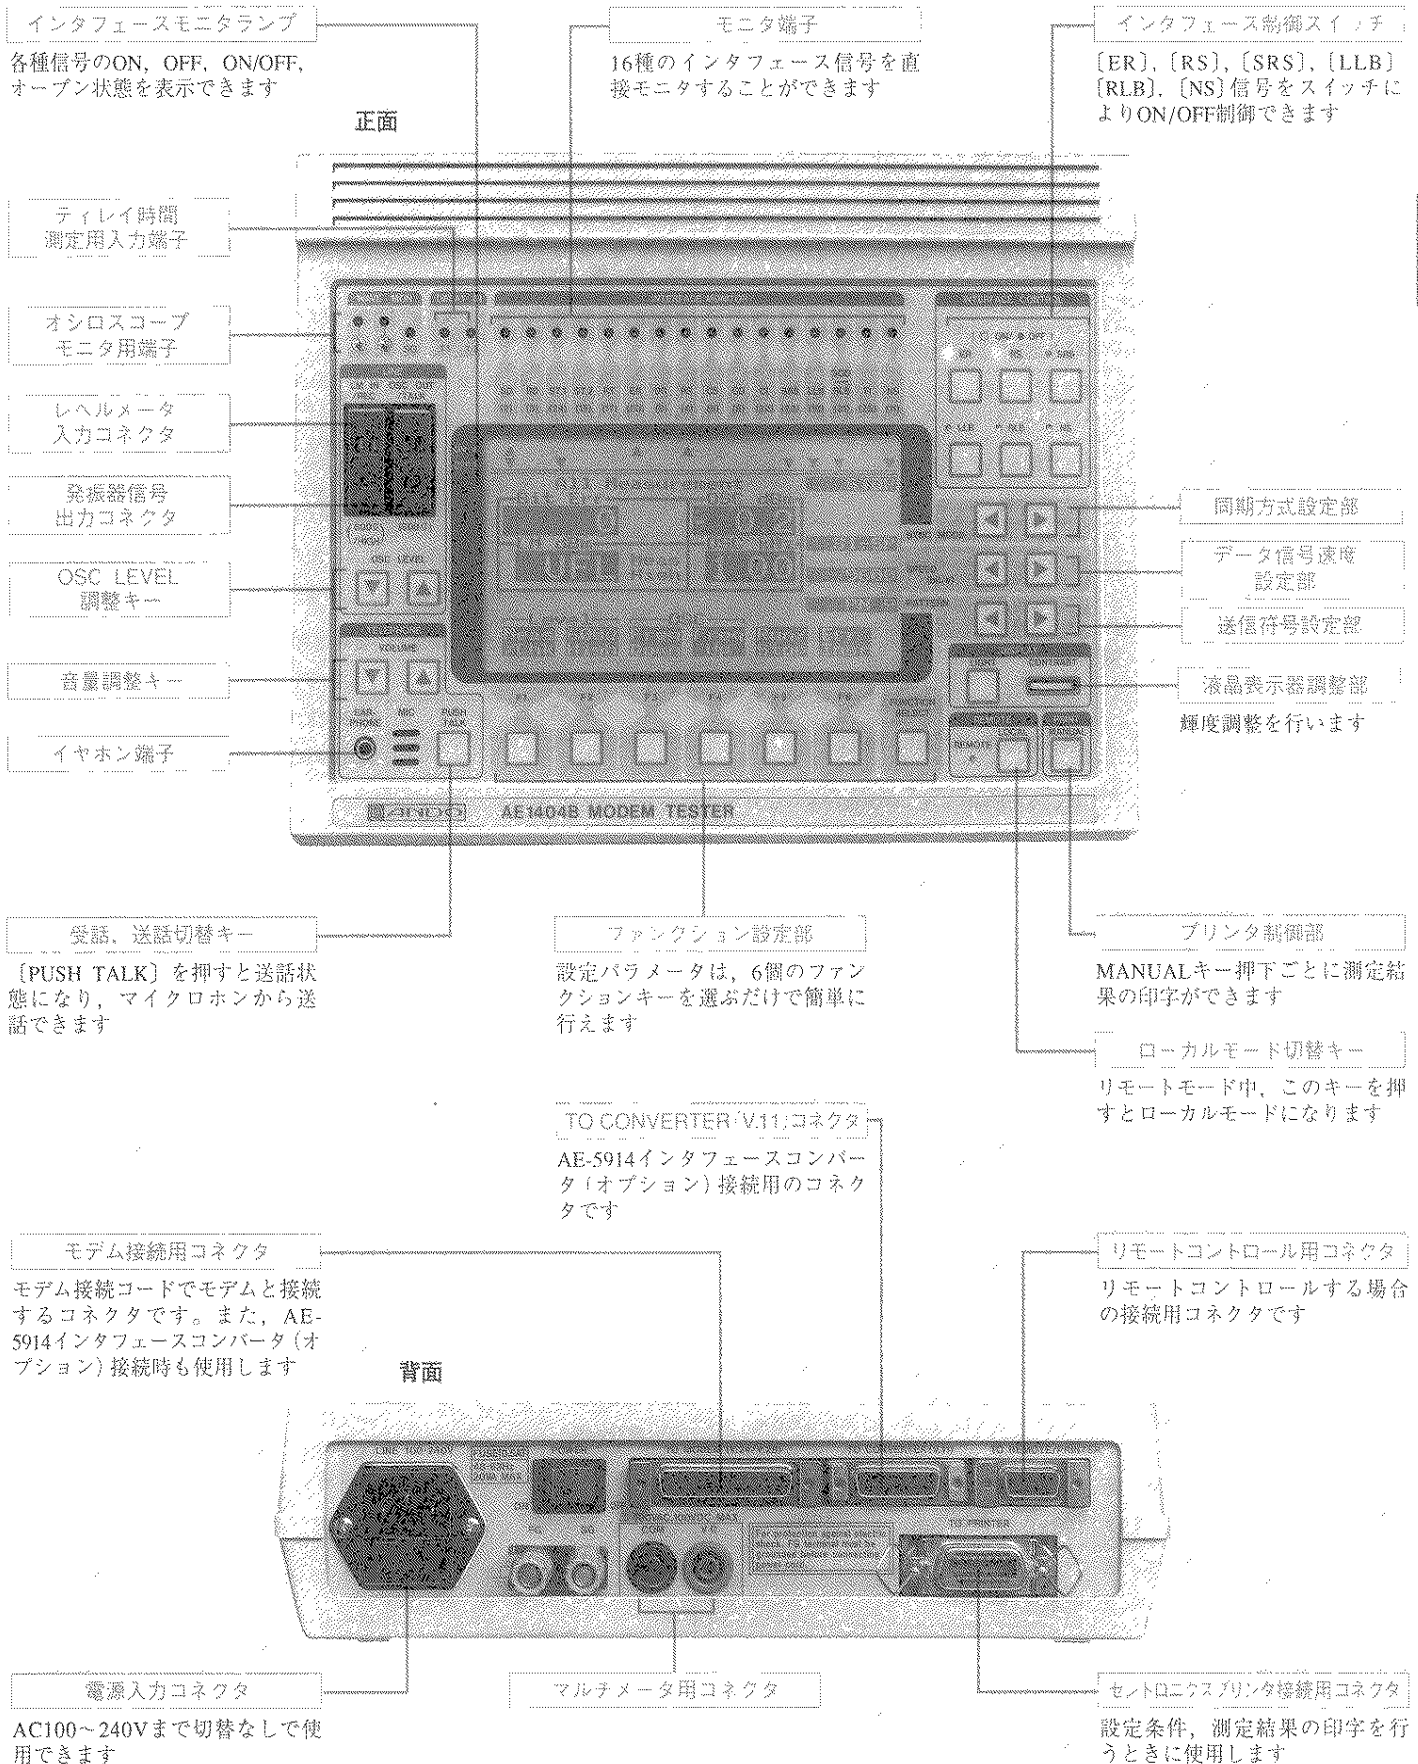 インタフェースモニタランプ
各種信号のON，OFF，ON/OFF，
オープン状態を表示できます
モニタ端子
16種のインタフェース信号を直
接モニタすることができます
インタフェース制御スイッチ
〔ER〕，〔RS〕，〔SRS〕，〔LLB〕
〔RLB〕，〔NS〕信号をスイッチに
よりON/OFF制御できます
正面
ディレイ時間
測定用入力端子
オシロスコープ
モニタ用端子
レベルメータ
入力コネクタ
発振器信号
出力コネクタ
OSC LEVEL
調整キー
音量調整キー
イヤホン端子
同期方式設定部
データ信号速度
設定部
送信符号設定部
液晶表示器調整部
輝度調整を行います
OSC LEVEL
VOLUME
EAR-
PHONE
MIC
PUSH
TALK
LIGHT
CONTRAST
FUNCTION
SELECT
REMOTE
MANUAL
ANDO
AE1404B MODEM TESTER
受話，送話切替キー
〔PUSH TALK〕を押すと送話状
態になり，マイクロホンから送
話できます
ファンクション設定部
設定パラメータは，6個のファン
クションキーを選ぶだけで簡単に
行えます
プリンタ制御部
MANUALキー押下ごとに測定結
果の印字ができます
ローカルモード切替キー
リモートモード中，このキーを押
すとローカルモードになります
TO CONVERTER(V.11)コネクタ
AE-5914インタフェースコンバー
タ（オプション）接続用のコネク
タです
モデム接続用コネクタ
モデム接続コードでモデムと接続
するコネクタです。また，AE-
5914インタフェースコンバータ（オ
プション）接続時も使用します
リモートコントロール用コネクタ
リモートコントロールする場合
の接続用コネクタです
背面
TO PRINTER
COM
For protection against electric
電源入力コネクタ
AC100~240Vまで切替なしで使
用できます
マルチメータ用コネクタ
セントロニクスプリンタ接続用コネクタ
設定条件，測定結果の印字を行
うときに使用します